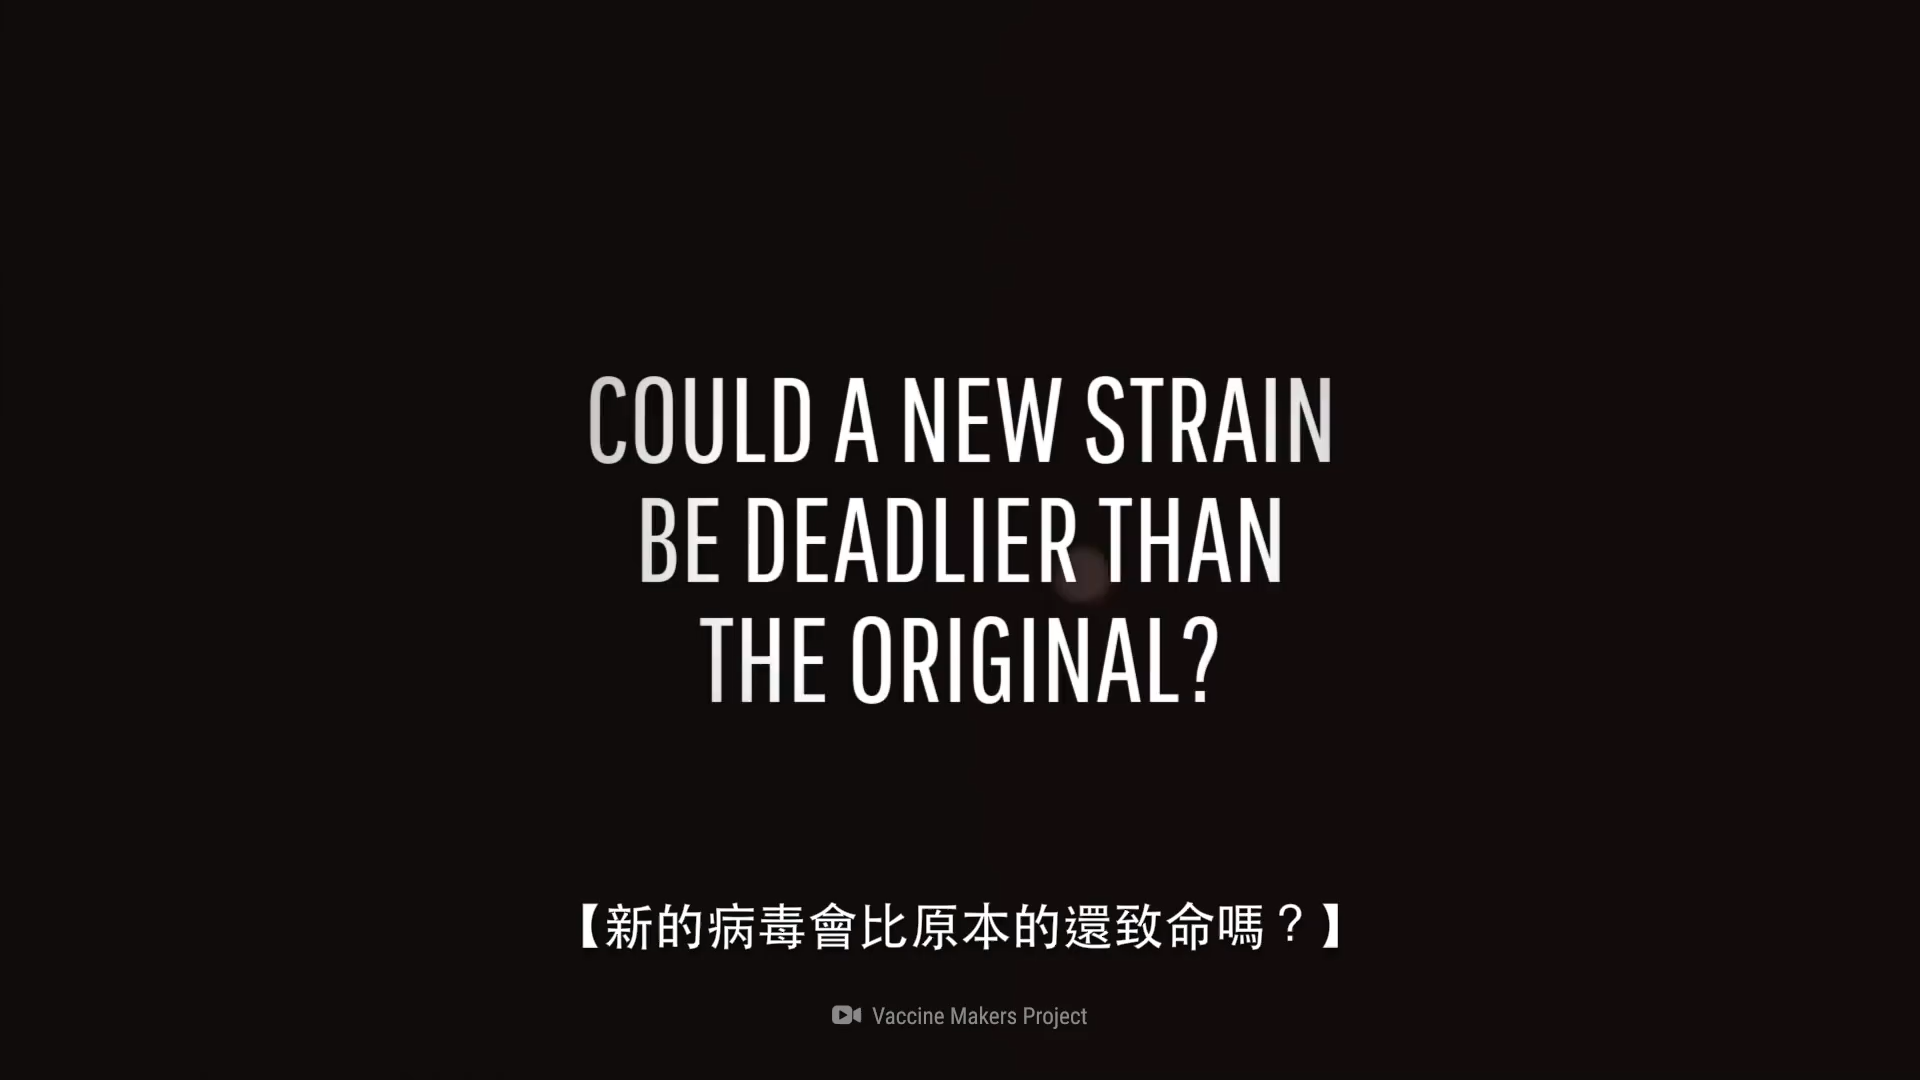 COULD A NEW STRAIN
BE DEADLIER THAN
THE ORIGINAL?
【新的病毒會比原本的還致命嗎？】
Vaccine Makers Project